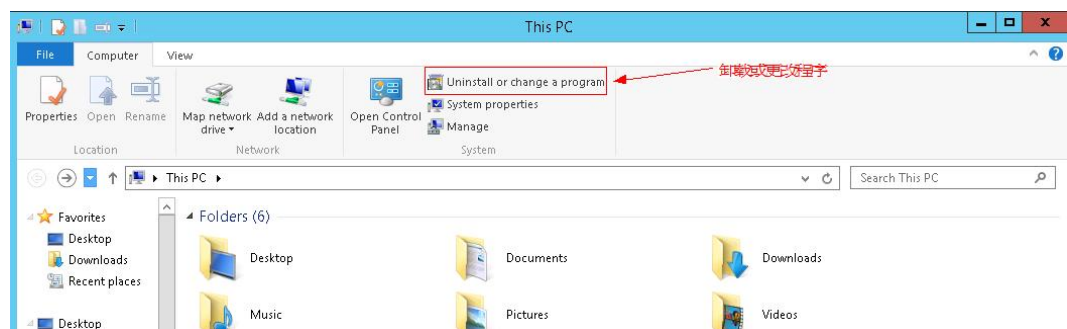 This PC
File Computer View
Uninstall or change a program
卸载或更改程序
System properties
Manage
Properties Open Rename
Map network drive
Add a network location
Open Control Panel
Location Network System
This PC
Search This PC
Favorites
Desktop
Downloads
Recent places
Desktop
Folders (6)
Desktop Documents Downloads
Music Pictures Videos